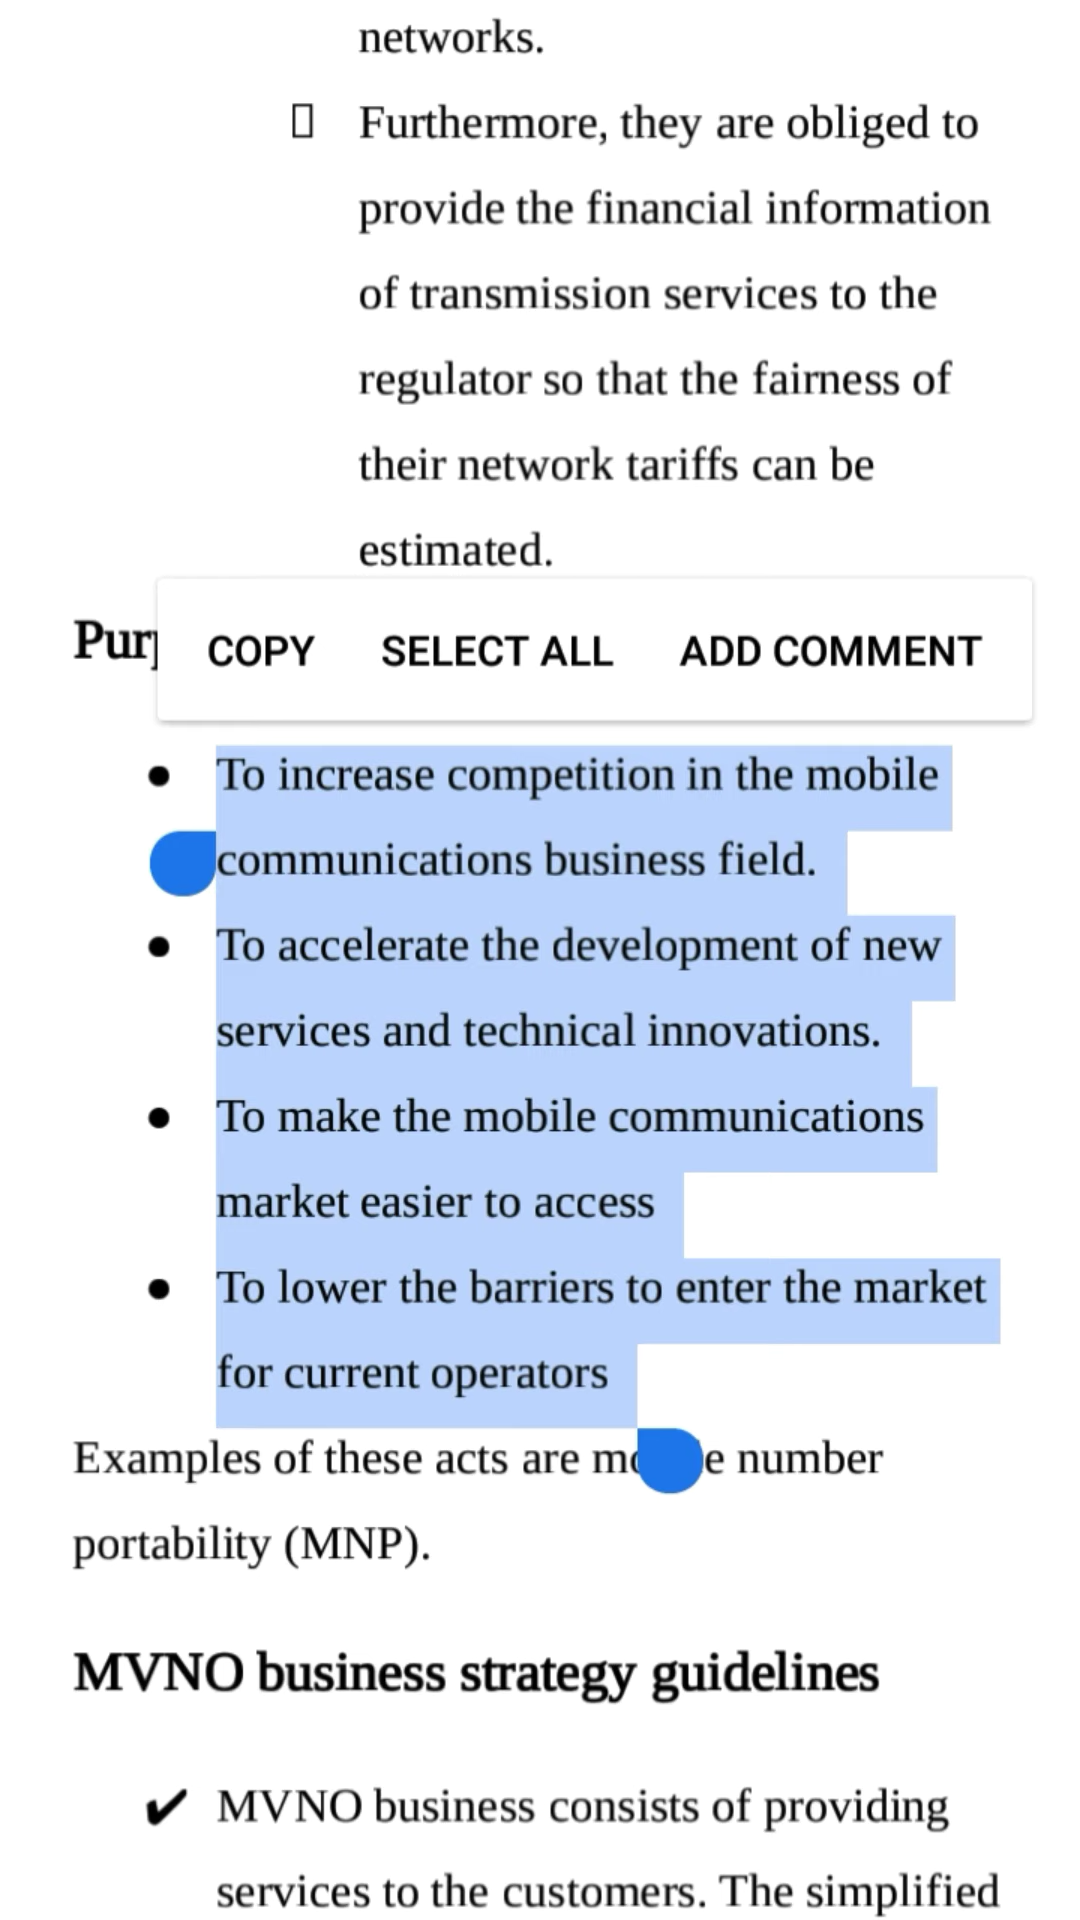 networks.
Furthermore, they are obliged to
provide the financial information
of transmission services to the
regulator so that the fairness of
their network tariffs can be
estimated.
COPY SELECT ALL ADD COMMENT
● To increase competition in the mobile
communications business field.
● To accelerate the development of new
services and technical innovations.
● To make the mobile communications
market easier to access
● To lower the barriers to enter the market
for current operators
Examples of these acts are number
portability (MNP).
MVNO business strategy guidelines
✔ MVNO business consists of providing
services to the customers. The simplified